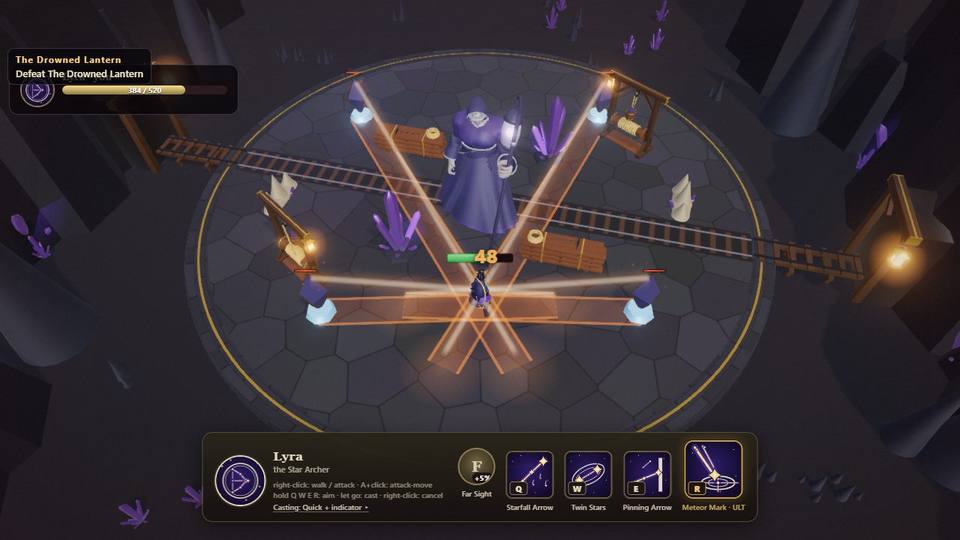 The Drowned Lantern
Defeat The Drowned Lantern
384 / 520
48
Lyra
the Star Archer
right-click: walk / attack · A+click: attack-move
hold Q W E R: aim · let go: cast · right-click: cancel
Casting: Quick + indicator
F
+5%
Far Sight
Q
Starfall Arrow
W
Twin Stars
E
Pinning Arrow
R
Meteor Mark · ULT